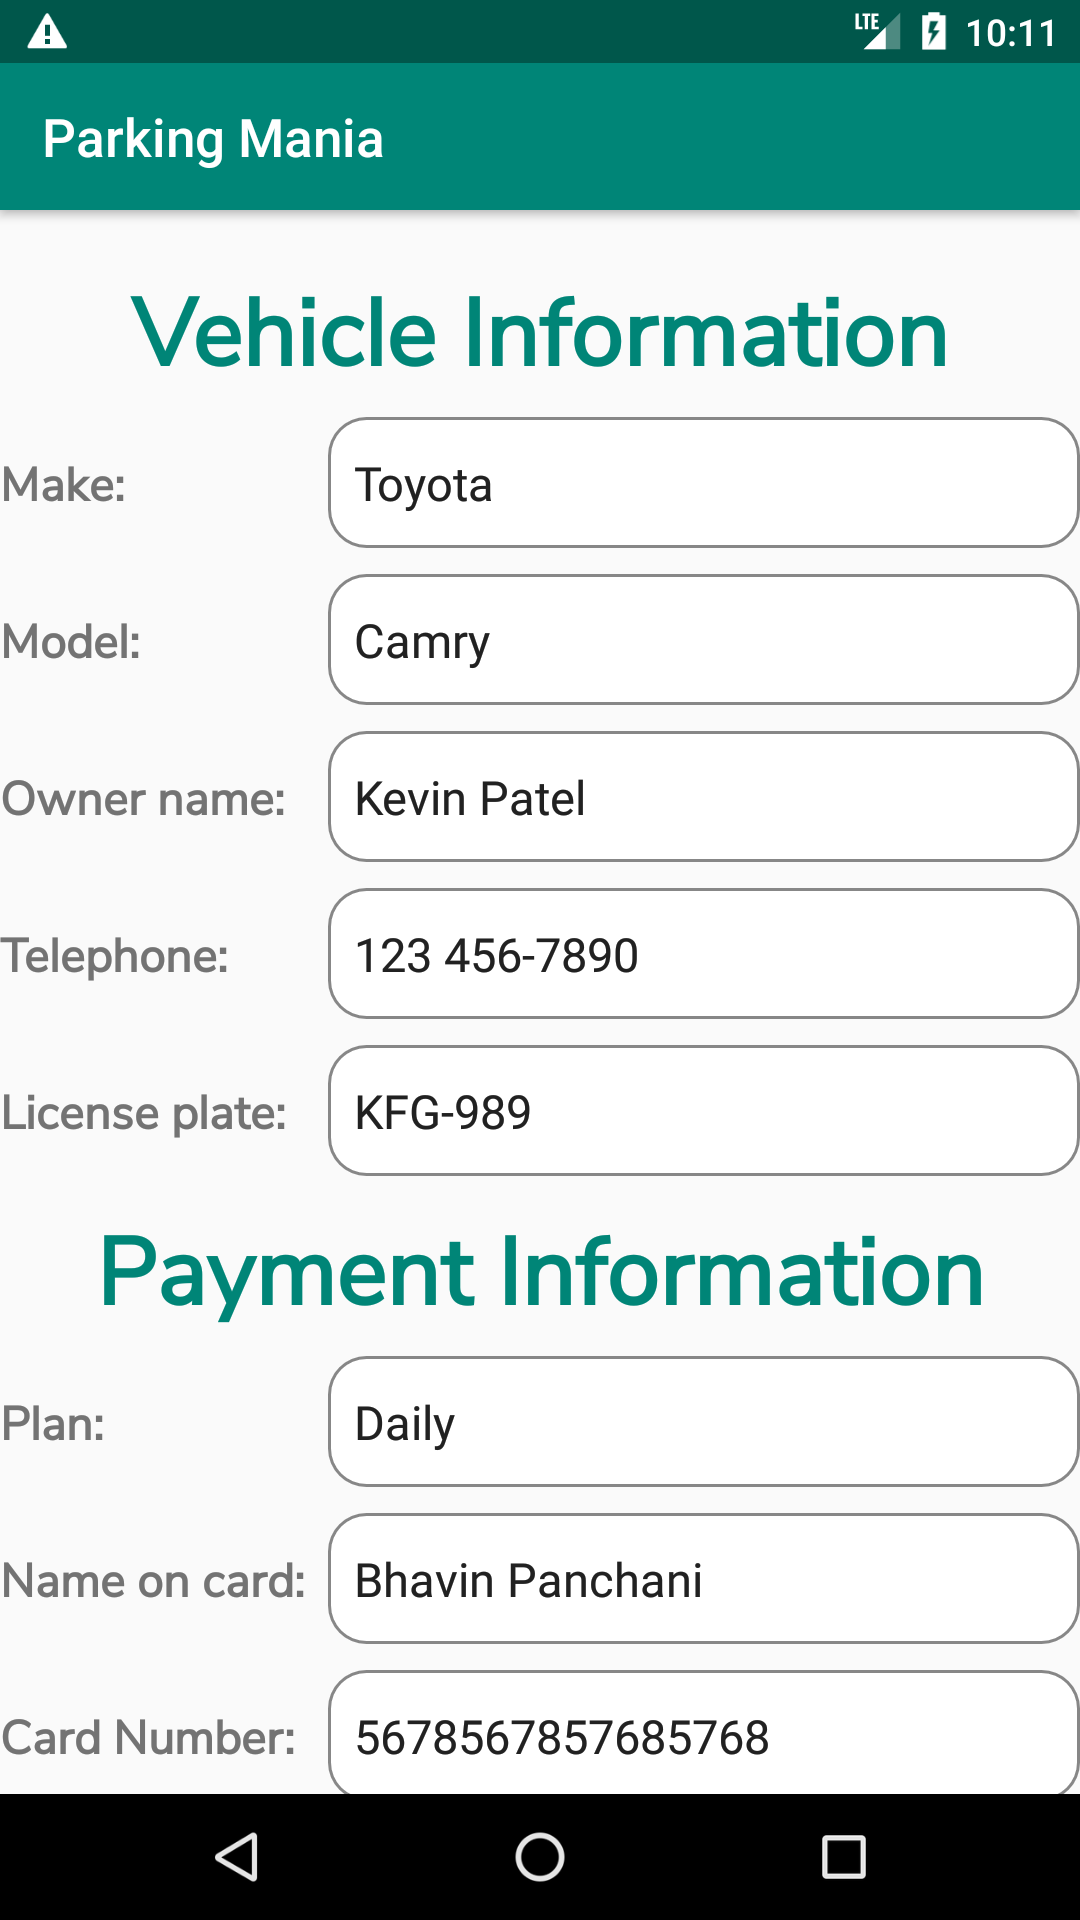 LTE 10:11
Parking Mania
Vehicle Information
Make: Toyota
Model: Camry
Owner name: Kevin Patel
Telephone: 123 456-7890
License plate: KFG-989
Payment Information
Plan: Daily
Name on card: Bhavin Panchani
Card Number: 5678567857685768